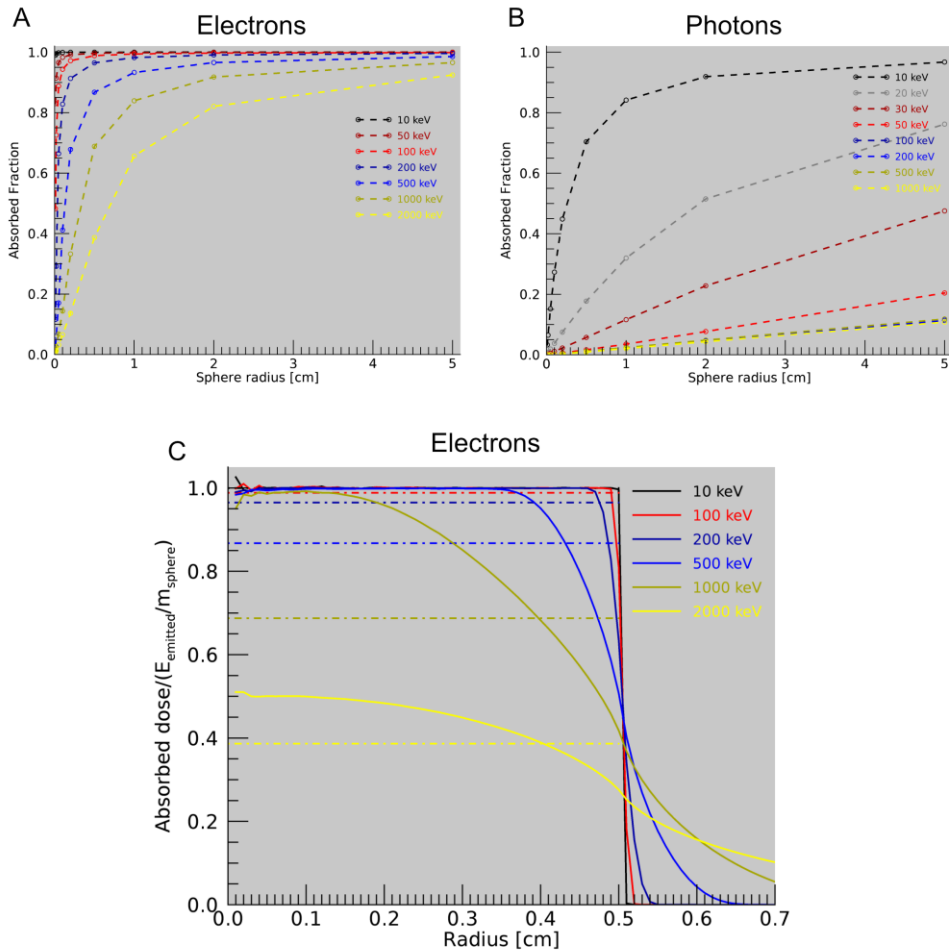 A
Electrons
1.0
0.8
0.6
0.4
0.2
0.0
Absorbed Fraction
10 keV
50 keV
100 keV
200 keV
500 keV
1000 keV
2000 keV
0 1 2 3 4 5
Sphere radius [cm]
B
Photons
1.0
0.8
0.6
0.4
0.2
0.0
Absorbed Fraction
10 keV
20 keV
30 keV
50 keV
100 keV
200 keV
500 keV
1000 keV
0 1 2 3 4 5
Sphere radius [cm]
C
Electrons
1.0
0.8
0.6
0.4
0.2
0.0
Absorbed dose/(E_emitted/m_sphere)
10 keV
100 keV
200 keV
500 keV
1000 keV
2000 keV
0.0 0.1 0.2 0.3 0.4 0.5 0.6 0.7
Radius [cm]